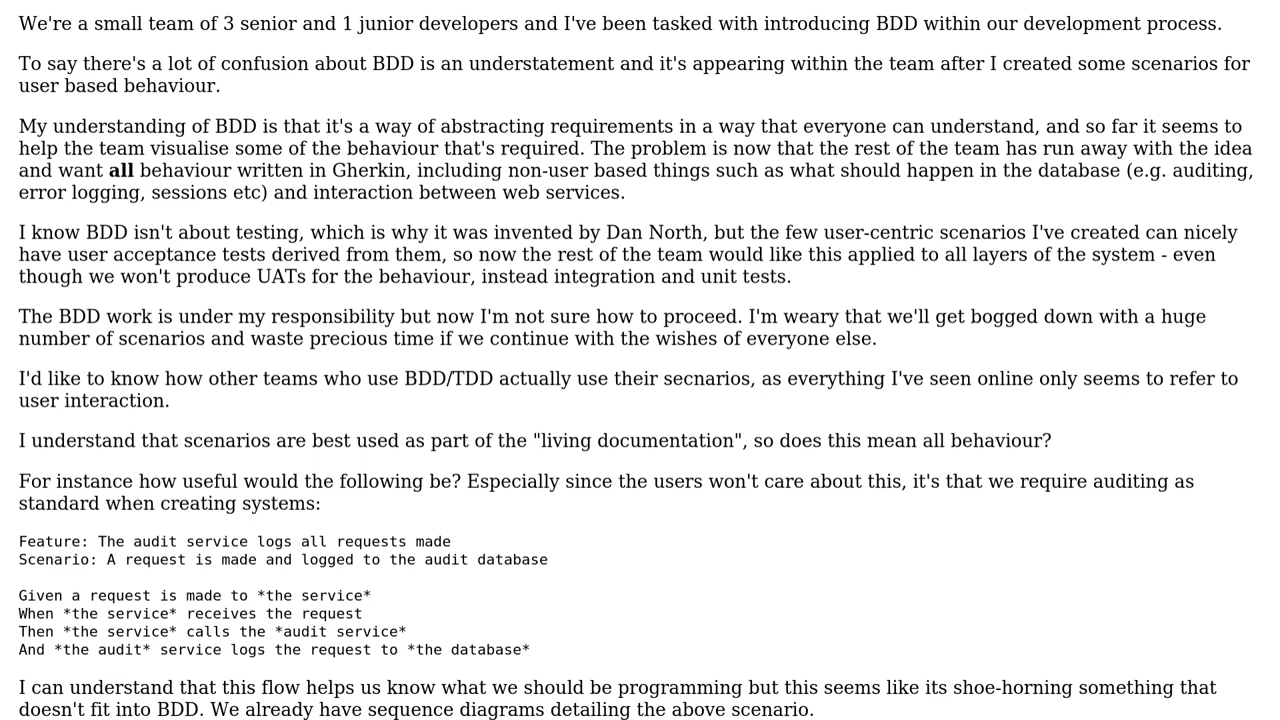 We're a small team of 3 senior and 1 junior developers and I've been tasked with introducing BDD within our development process.
To say there's a lot of confusion about BDD is an understatement and it's appearing within the team after I created some scenarios for
user based behaviour.
My understanding of BDD is that it's a way of abstracting requirements in a way that everyone can understand, and so far it seems to
help the team visualise some of the behaviour that's required. The problem is now that the rest of the team has run away with the idea
and want all behaviour written in Gherkin, including non-user based things such as what should happen in the database (e.g. auditing,
error logging, sessions etc) and interaction between web services.
I know BDD isn't about testing, which is why it was invented by Dan North, but the few user-centric scenarios I've created can nicely
have user acceptance tests derived from them, so now the rest of the team would like this applied to all layers of the system - even
though we won't produce UATs for the behaviour, instead integration and unit tests.
The BDD work is under my responsibility but now I'm not sure how to proceed. I'm weary that we'll get bogged down with a huge
number of scenarios and waste precious time if we continue with the wishes of everyone else.
I'd like to know how other teams who use BDD/TDD actually use their secnarios, as everything I've seen online only seems to refer to
user interaction.
I understand that scenarios are best used as part of the "living documentation", so does this mean all behaviour?
For instance how useful would the following be? Especially since the users won't care about this, it's that we require auditing as
standard when creating systems:
Feature: The audit service logs all requests made
Scenario: A request is made and logged to the audit database
Given a request is made to *the service*
When *the service* receives the request
Then *the service* calls the *audit service*
And *the audit* service logs the request to *the database*
I can understand that this flow helps us know what we should be programming but this seems like its shoe-horning something that
doesn't fit into BDD. We already have sequence diagrams detailing the above scenario.